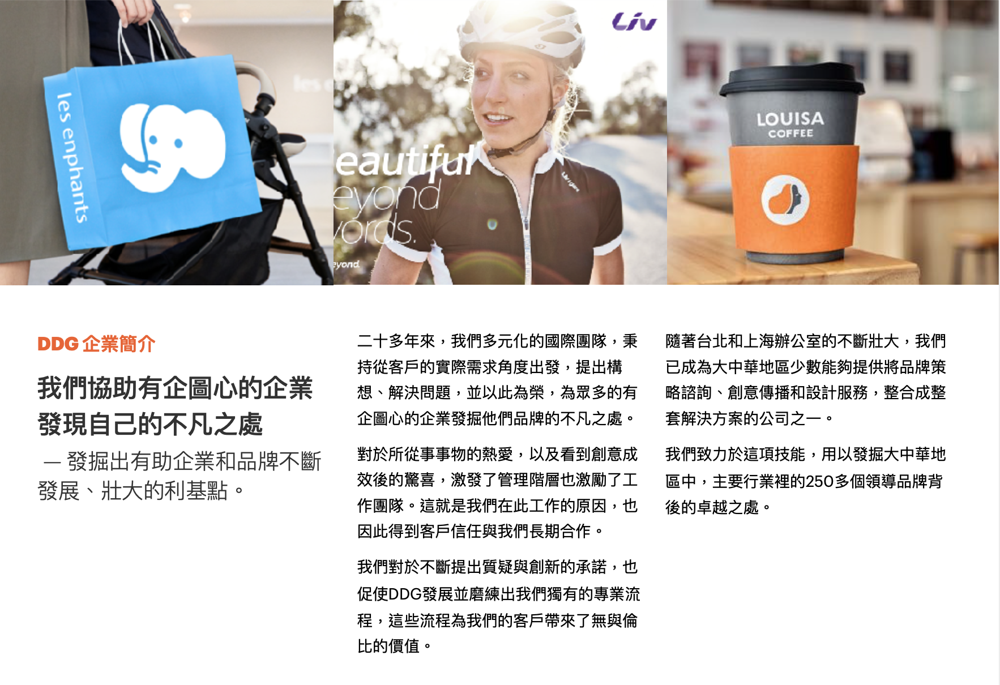 les enphants
les e
Liv
eautiful
eyond
vords.
eyond.
Liv/giant
LOUISA
COFFEE
DDG 企業簡介
我們協助有企圖心的企業
發現自己的不凡之處
— 發掘出有助企業和品牌不斷
發展、壯大的利基點。
二十多年來，我們多元化的國際團隊，秉
持從客戶的實際需求角度出發，提出構
想、解決問題，並以此為榮，為眾多的有
企圖心的企業發掘他們品牌的不凡之處。
對於所從事事物的熱愛，以及看到創意成
效後的驚喜，激發了管理階層也激勵了工
作團隊。這就是我們在此工作的原因，也
因此得到客戶信任與我們長期合作。
我們對於不斷提出質疑與創新的承諾，也
促使DDG發展並磨練出我們獨有的專業流
程，這些流程為我們的客戶帶來了無與倫
比的價值。
隨著台北和上海辦公室的不斷壯大，我們
已成為大中華地區少數能夠提供將品牌策
略諮詢、創意傳播和設計服務，整合成整
套解決方案的公司之一。
我們致力於這項技能，用以發掘大中華地
區中，主要行業裡的250多個領導品牌背
後的卓越之處。